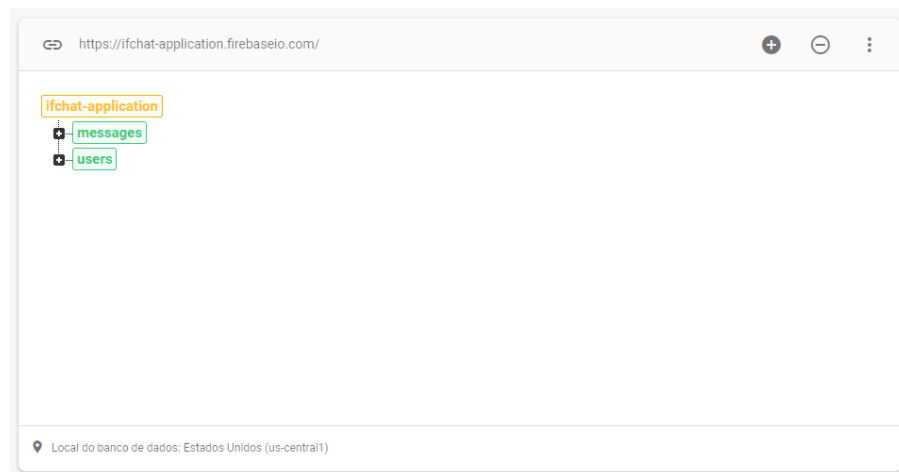 https://ifchat-application.firebaseio.com/
ifchat-application
messages
users
Local do banco de dados: Estados Unidos (us-central1)